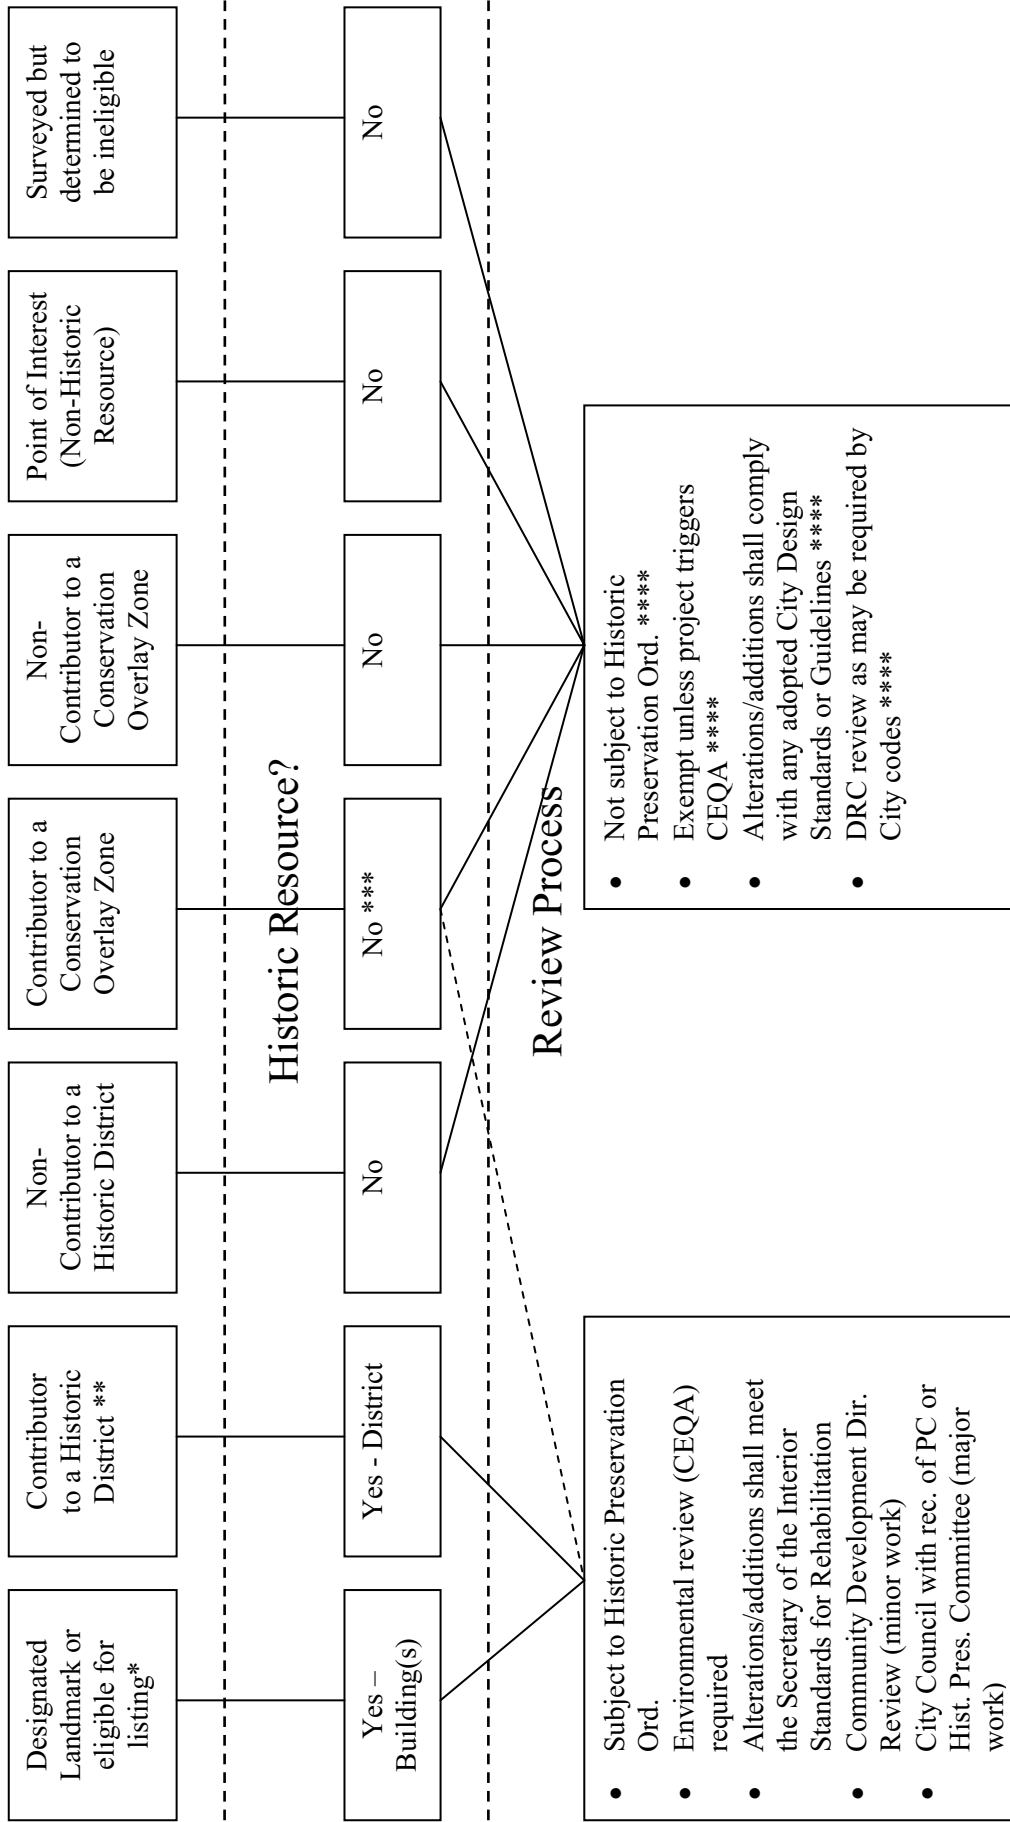 Designated
Landmark or
eligible for
listing*
Contributor
to a Historic
District **
Non-
Contributor to a
Historic District
Contributor to a
Conservation
Overlay Zone
Non-
Contributor to a
Conservation
Overlay Zone
Point of Interest
(Non-Historic
Resource)
Surveyed but
determined to
be ineligible
Historic Resource?
Yes –
Building(s)
Yes - District
No
No ***
No
No
No
Review Process
• Subject to Historic Preservation
Ord.
• Environmental review (CEQA)
required
• Alterations/additions shall meet
the Secretary of the Interior
Standards for Rehabilitation
• Community Development Dir.
Review (minor work)
• City Council with rec. of PC or
Hist. Pres. Committee (major
work)
• Not subject to Historic
Preservation Ord. ****
• Exempt unless project triggers
CEQA ****
• Alterations/additions shall comply
with any adopted City Design
Standards or Guidelines ****
• DRC review as may be required by
City codes ****